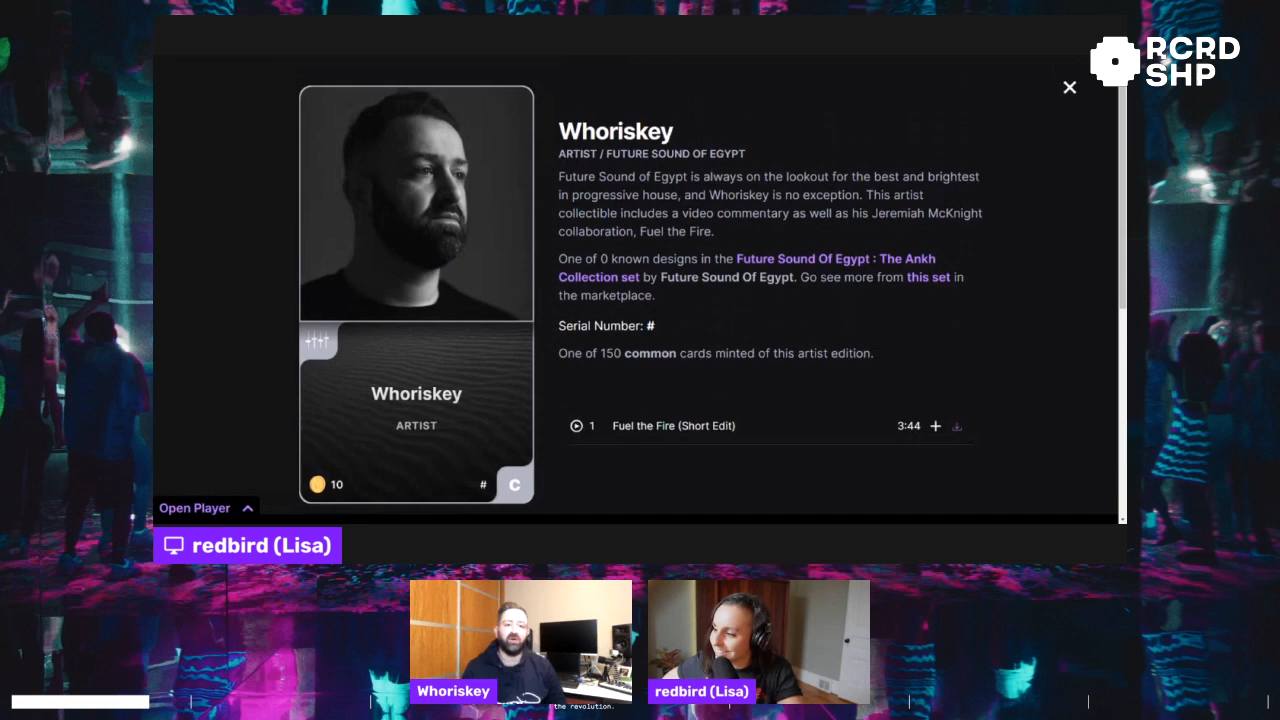 RCRD
SHP
Whoriskey
ARTIST / FUTURE SOUND OF EGYPT
Future Sound of Egypt is always on the lookout for the best and brightest
in progressive house, and Whoriskey is no exception. This artist
collectible includes a video commentary as well as his Jeremiah McKnight
collaboration, Fuel the Fire.
One of 0 known designs in the Future Sound Of Egypt : The Ankh
Collection set by Future Sound Of Egypt. Go see more from this set in
the marketplace.
Serial Number: #
One of 150 common cards minted of this artist edition.
1 Fuel the Fire (Short Edit) 3:44
Whoriskey
ARTIST
10 # C
Open Player
redbird (Lisa)
Whoriskey
redbird (Lisa)
the revolution.